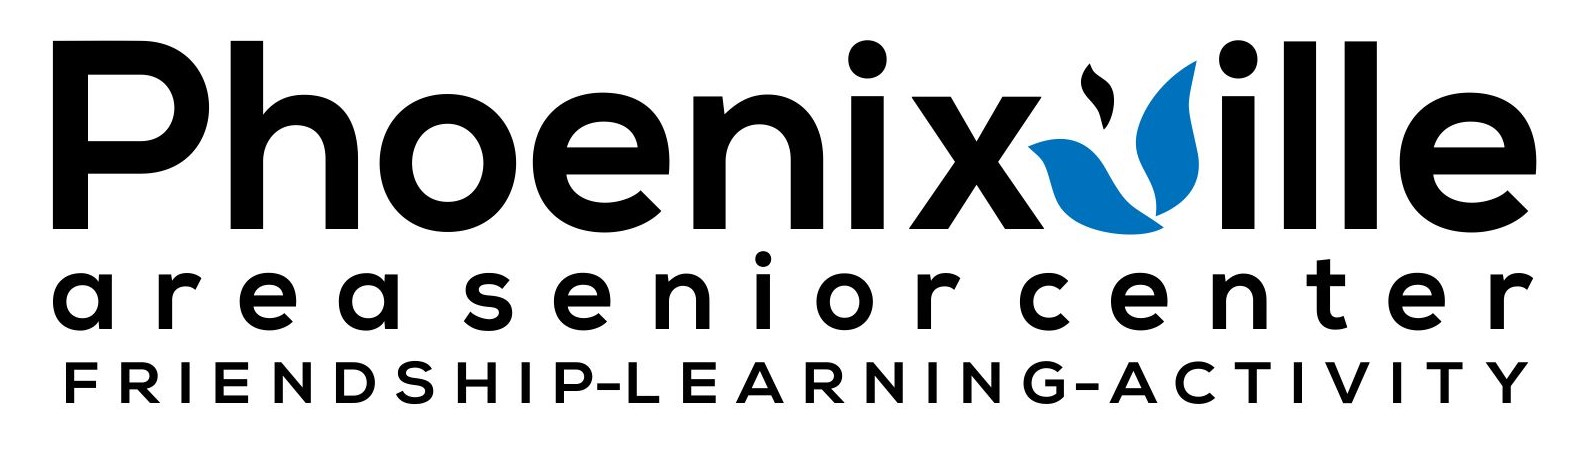 Phoenixville
area senior center
FRIENDSHIP-LEARNING-ACTIVITY